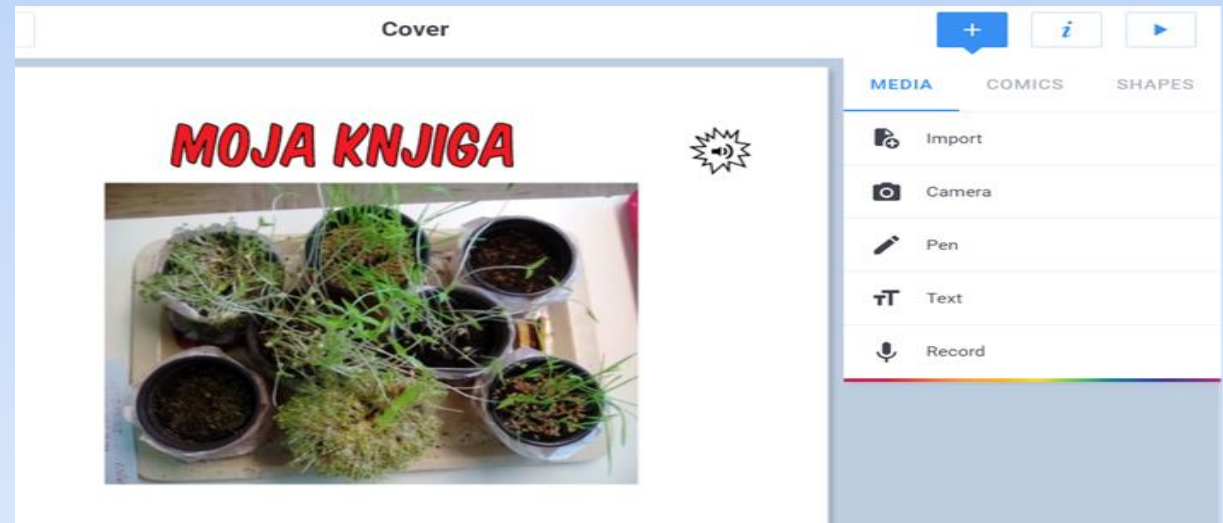 Cover
MEDIA COMICS SHAPES
MOJA KNJIGA
Import
Camera
Pen
Text
Record